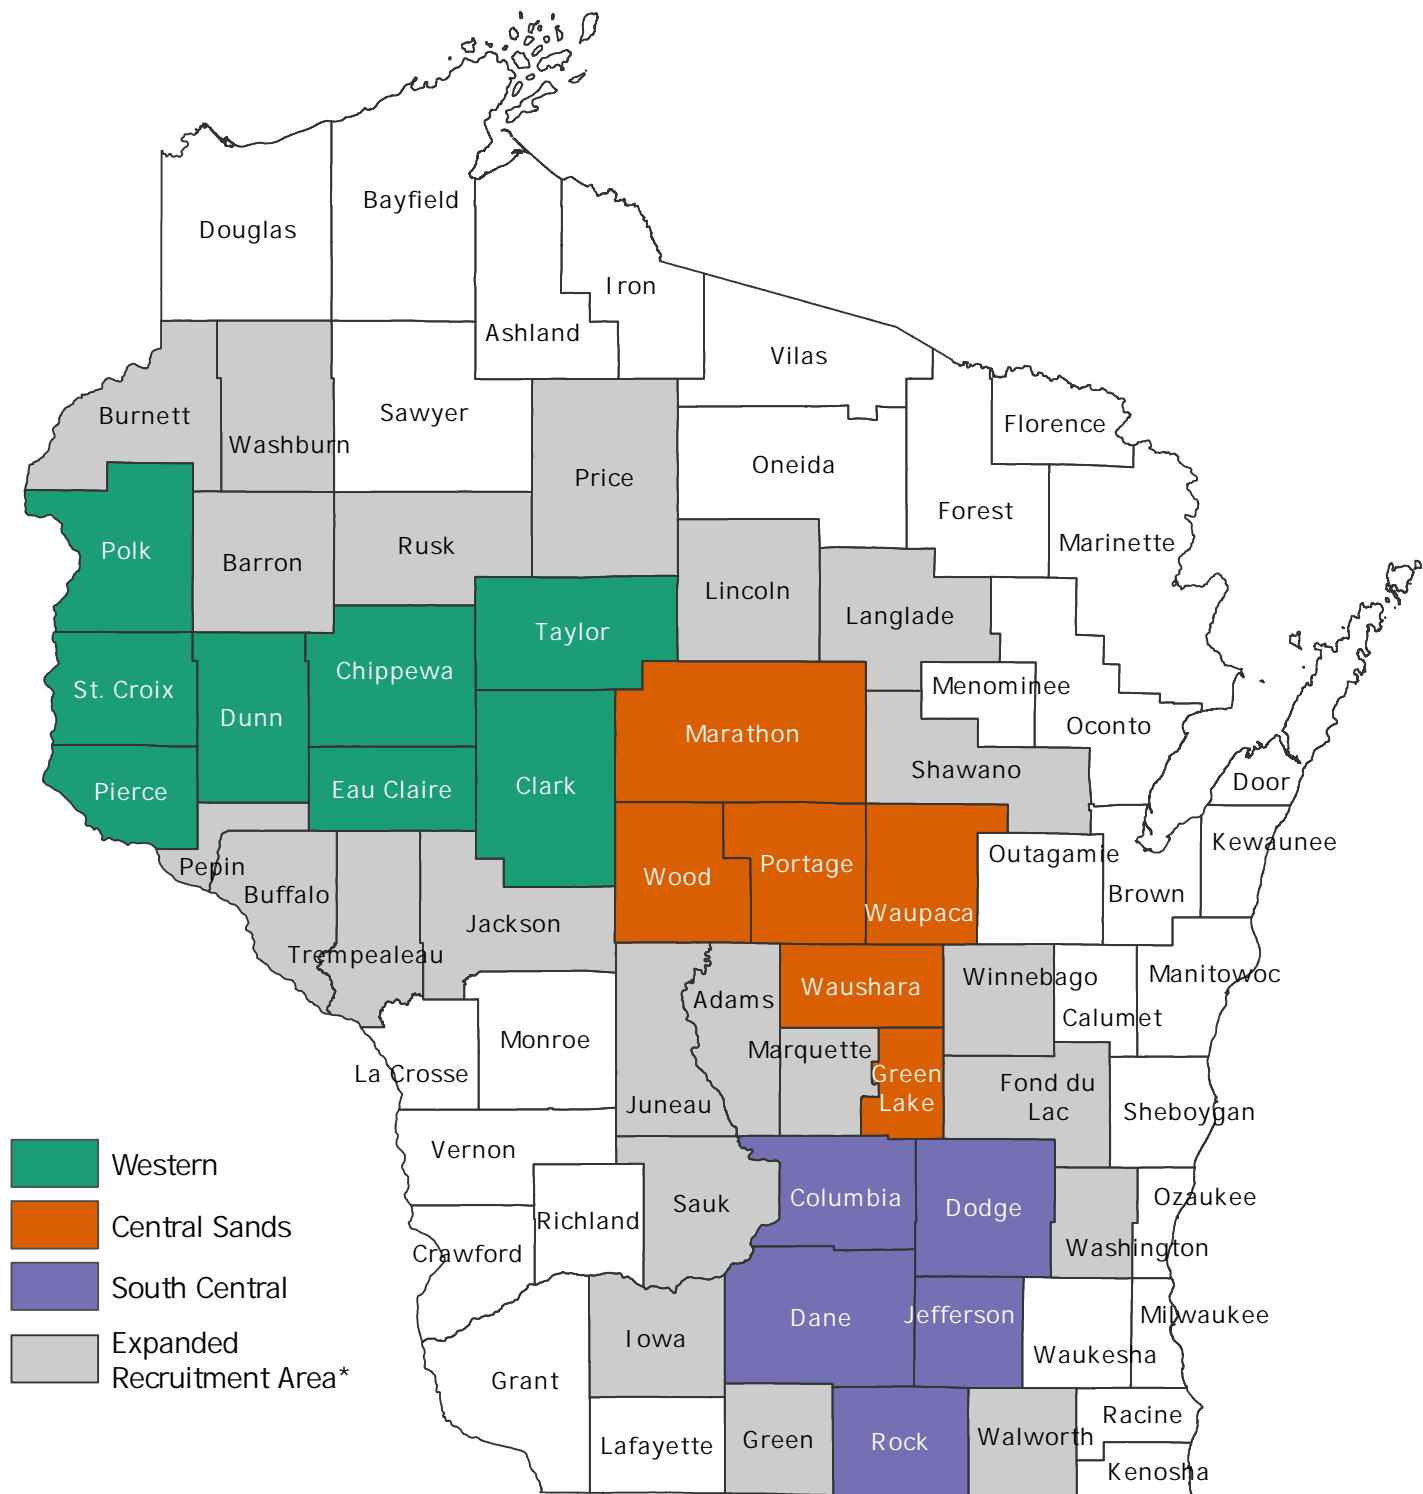 Bayfield
Douglas
Iron
Ashland
Vilas
Sawyer
Burnett
Florence
Washburn
Oneida
Price
Forest
Marinette
Rusk
Polk
Barron
Lincoln
Langlade
Taylor
Chippewa
Menominee
St. Croix
Dunn
Oconto
Marathon
Shawano
Door
Clark
Eau Claire
Pierce
Kewaunee
Outagamie
Portage
Pepin
Wood
Buffalo
Brown
Waupaca
Jackson
Trempealeau
Manitowoc
Winnebago
Waushara
Adams
Calumet
Monroe
Marquette
La Crosse
Green
Lake
Fond du
Lac
Juneau
Sheboygan
Vernon
Western
Columbia
Ozaukee
Sauk
Dodge
Richland
Central Sands
Washington
Crawford
South Central
Dane
Jefferson
Milwaukee
Iowa
Expanded
Recruitment Area*
Waukesha
Grant
Racine
Walworth
Green
Rock
Lafayette
Kenosha